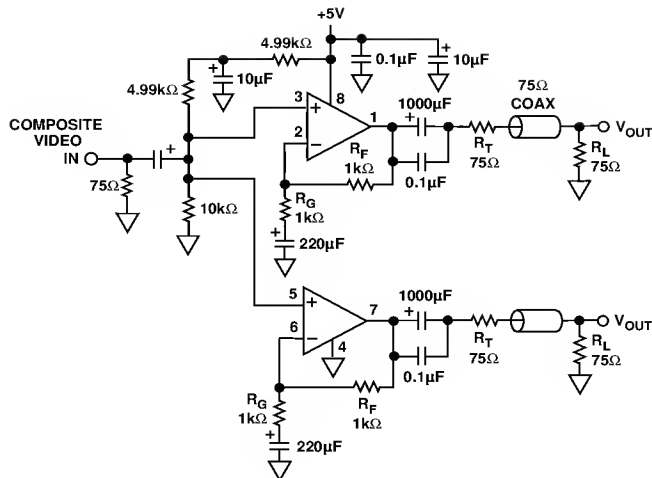 +5V
4.99kΩ
+
10μF
0.1μF
+
10μF
4.99kΩ
COMPOSITE
VIDEO
IN
+
75Ω
10kΩ
3
+
8
1
2
−
1000μF
+
R_F
1kΩ
0.1μF
R_T
75Ω
75Ω
COAX
V_OUT
R_L
75Ω
R_G
1kΩ
+
220μF
5
+
7
6
−
4
1000μF
+
0.1μF
R_T
75Ω
V_OUT
R_L
75Ω
R_F
1kΩ
R_G
1kΩ
+
220μF